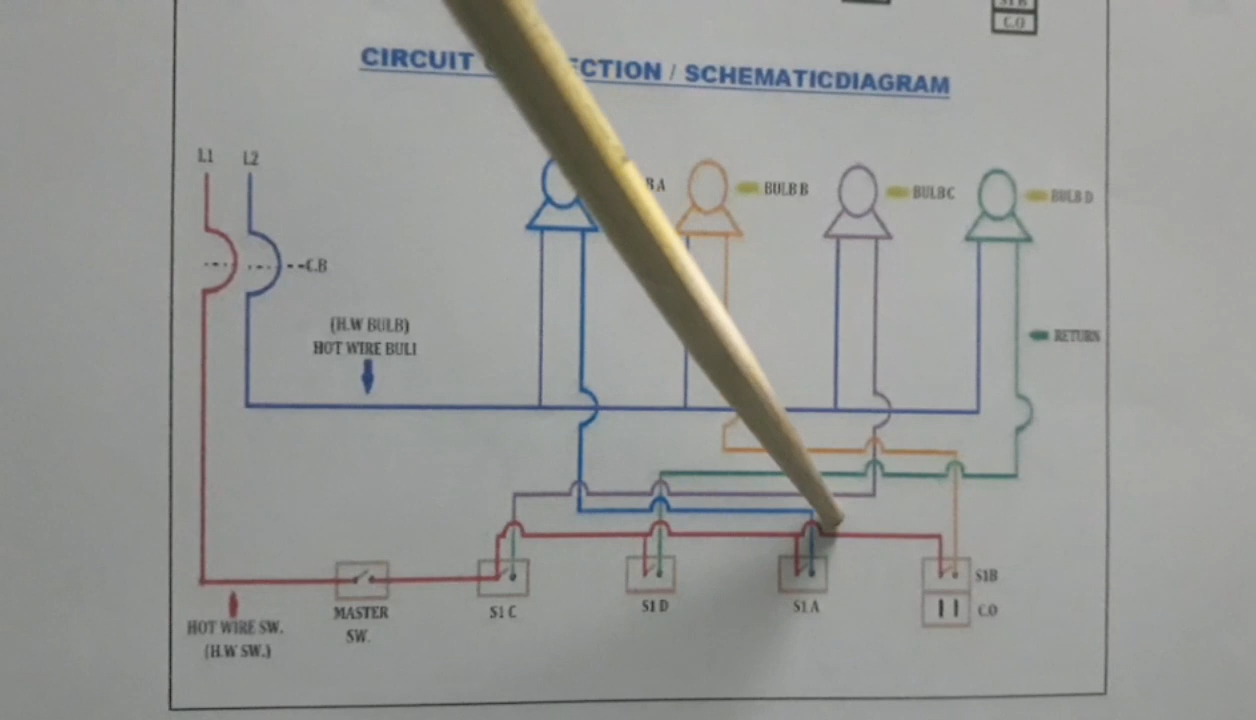 S1 B
C.O
CIRCUIT ECTION / SCHEMATICDIAGRAM
L1 L2
B A
BULB B
BULB C
BULB D
--C.B
(H.W BULB)
HOT WIRE BULI
RETURN
S1 C
S1 D
S1 A
S1B
C.O
MASTER
SW.
HOT WIRE SW.
(H.W SW.)